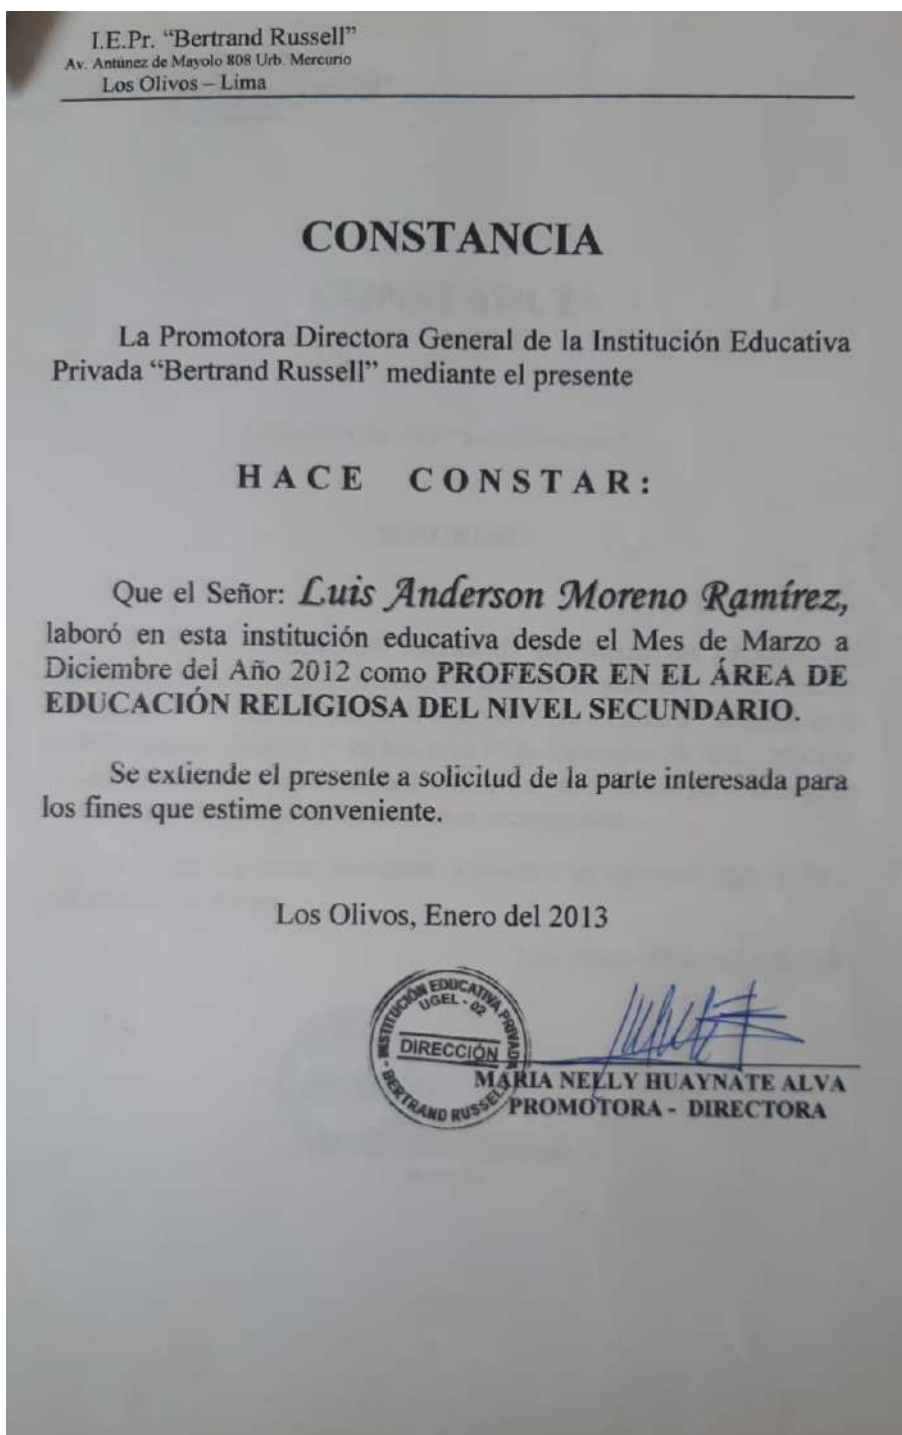 I.E.Pr. “Bertrand Russell”
Av. Antúnez de Mayolo 808 Urb. Mercurio
Los Olivos – Lima
CONSTANCIA
La Promotora Directora General de la Institución Educativa
Privada “Bertrand Russell” mediante el presente
HACE CONSTAR:
Que el Señor: Luis Anderson Moreno Ramírez,
laboró en esta institución educativa desde el Mes de Marzo a
Diciembre del Año 2012 como PROFESOR EN EL ÁREA DE
EDUCACIÓN RELIGIOSA DEL NIVEL SECUNDARIO.
Se extiende el presente a solicitud de la parte interesada para
los fines que estime conveniente.
Los Olivos, Enero del 2013
INSTITUCIÓN EDUCATIVA PRIVADA
UGEL - 02
DIRECCIÓN
- BERTRAND RUSSELL
MARIA NELLY HUAYNATE ALVA
PROMOTORA - DIRECTORA